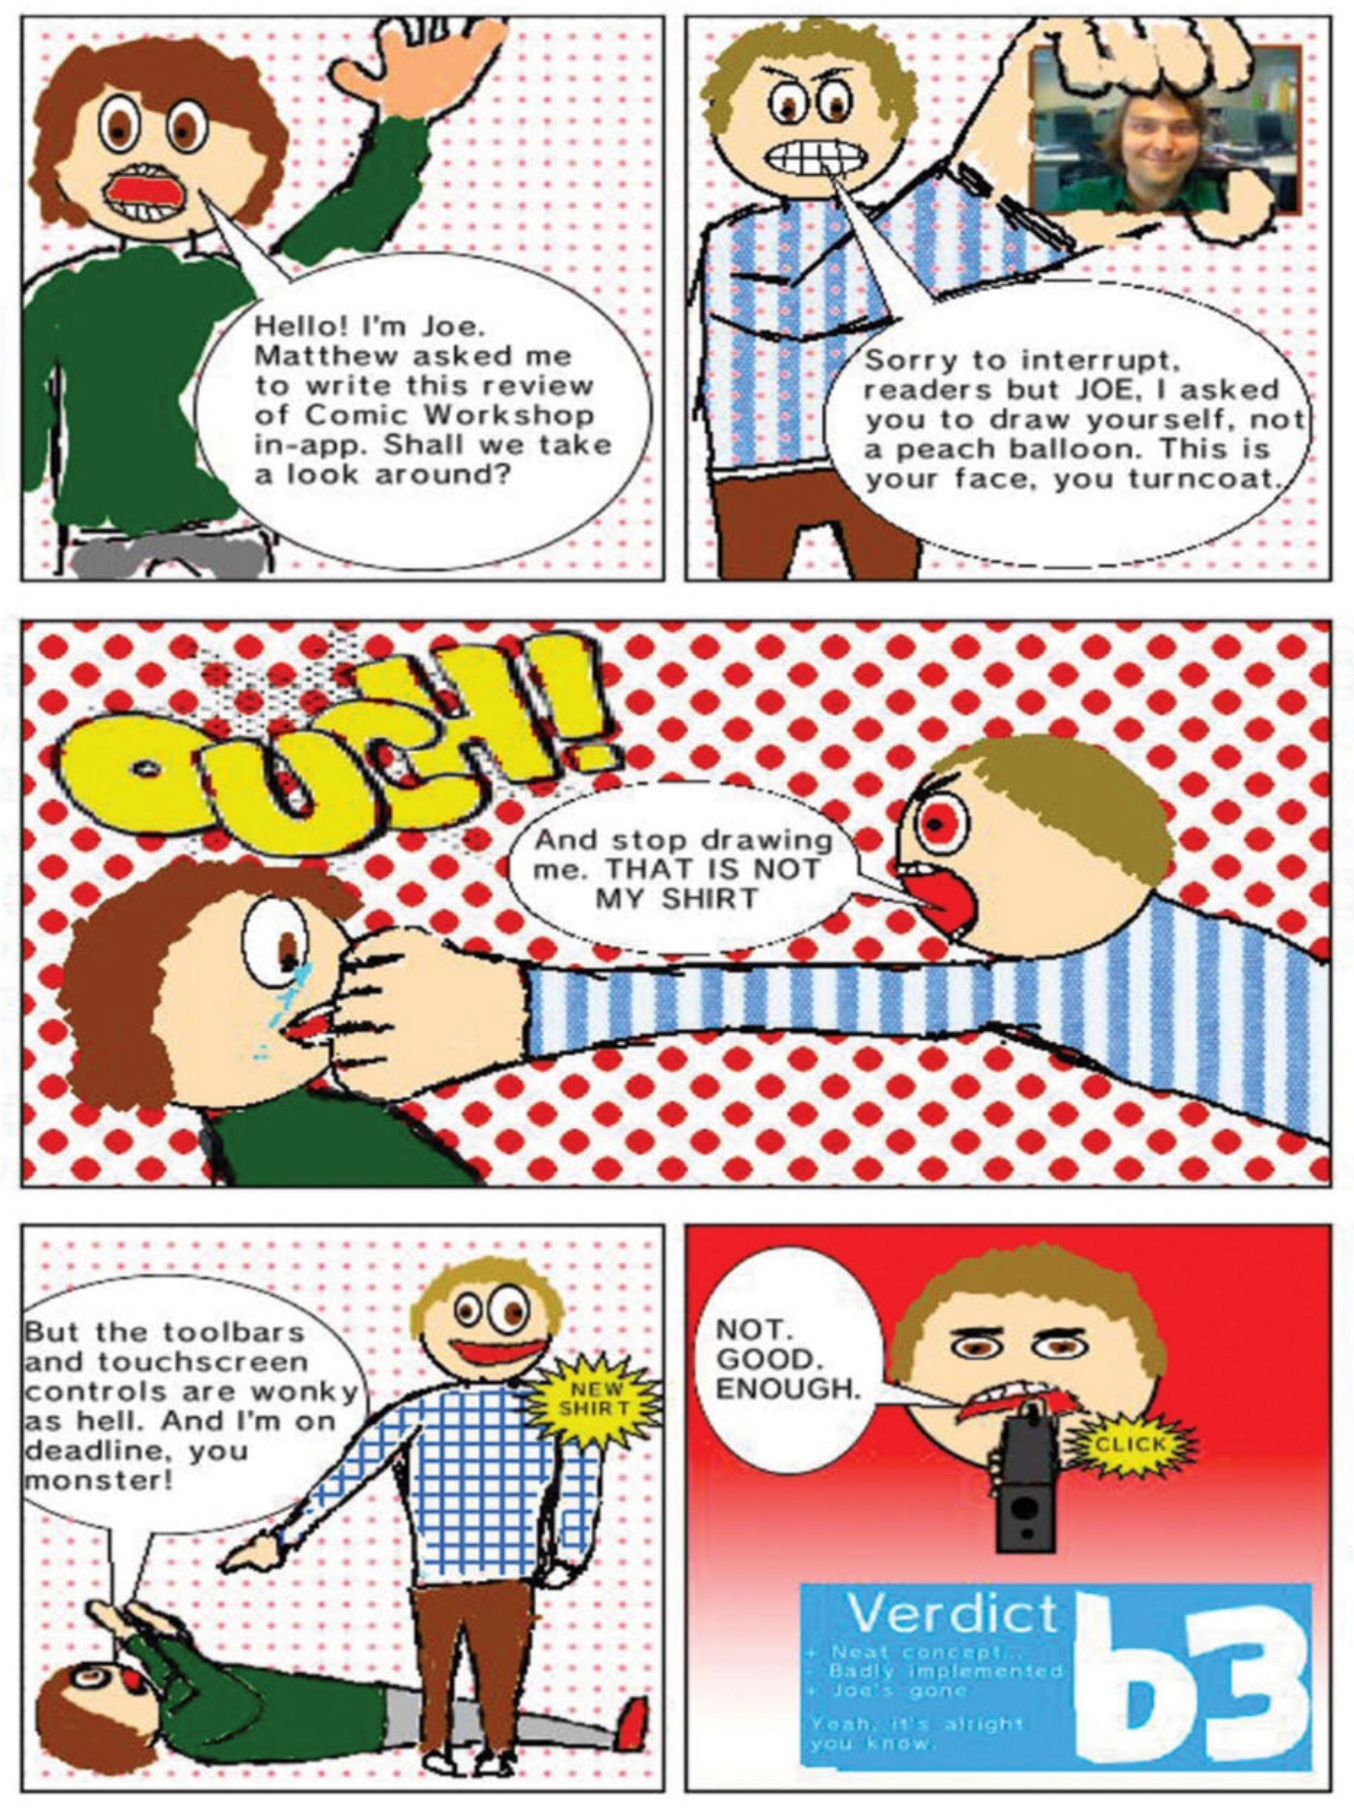 Hello! I'm Joe.
Matthew asked me
to write this review
of Comic Workshop
in-app. Shall we take
a look around?
Sorry to interrupt,
readers but JOE, I asked
you to draw yourself, not
a peach balloon. This is
your face, you turncoat.
OUCH!
And stop drawing
me. THAT IS NOT
MY SHIRT
But the toolbars
and touchscreen
controls are wonky
as hell. And I'm on
deadline, you
monster!
NEW
SHIRT
NOT.
GOOD.
ENOUGH.
CLICK
Verdict
+ Neat concept...
- Badly implemented
+ Joe's gone
Yeah, it's alright
you know.
b3